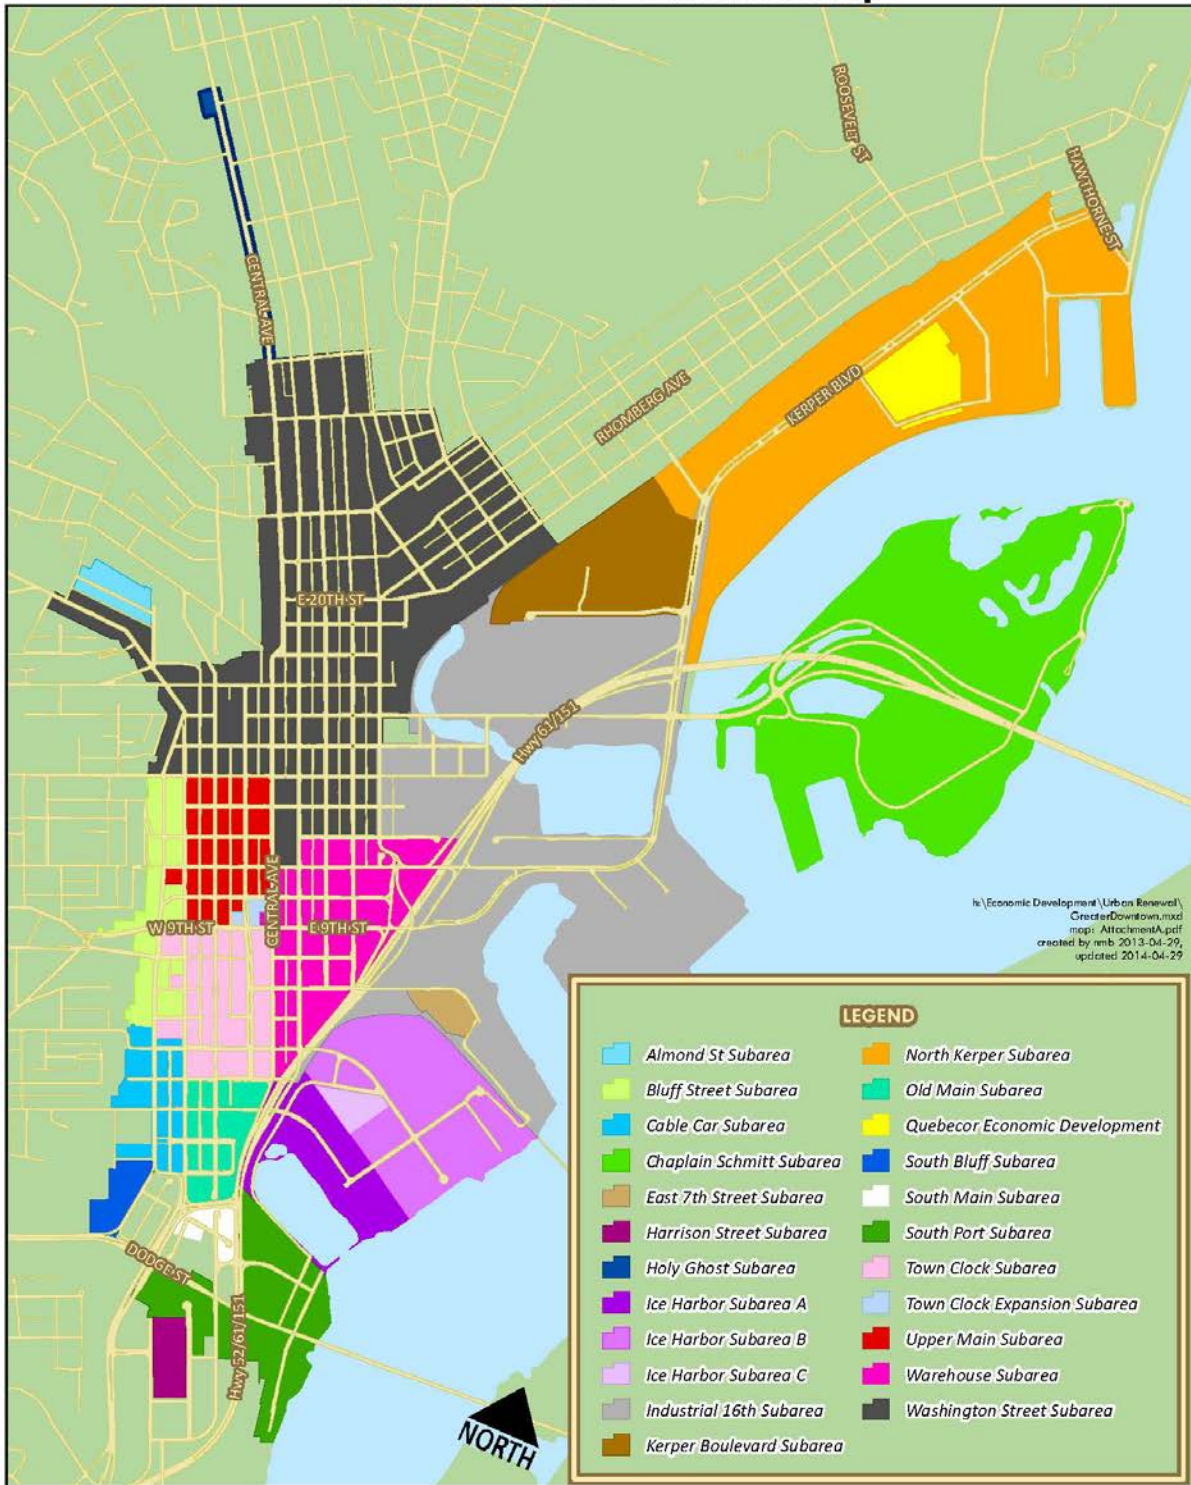 ROOSEVELT ST
HAWTHORNE ST
CENTRAL AVE
RHOMBERG AVE
KERPER BLVD
E 20TH ST
Hwy 61/151
CENTRAL AVE
W 9TH ST
E 9TH ST
h:\Economic Development\Urban Renewal\
GreaterDowntown.mxd
map: AttachmentA.pdf
created by nmb 2013-04-29,
updated 2014-04-29
DODGE ST
Hwy 52/61/151
NORTH
LEGEND
Almond St Subarea
Bluff Street Subarea
Cable Car Subarea
Chaplain Schmitt Subarea
East 7th Street Subarea
Harrison Street Subarea
Holy Ghost Subarea
Ice Harbor Subarea A
Ice Harbor Subarea B
Ice Harbor Subarea C
Industrial 16th Subarea
Kerper Boulevard Subarea
North Kerper Subarea
Old Main Subarea
Quebecor Economic Development
South Bluff Subarea
South Main Subarea
South Port Subarea
Town Clock Subarea
Town Clock Expansion Subarea
Upper Main Subarea
Warehouse Subarea
Washington Street Subarea